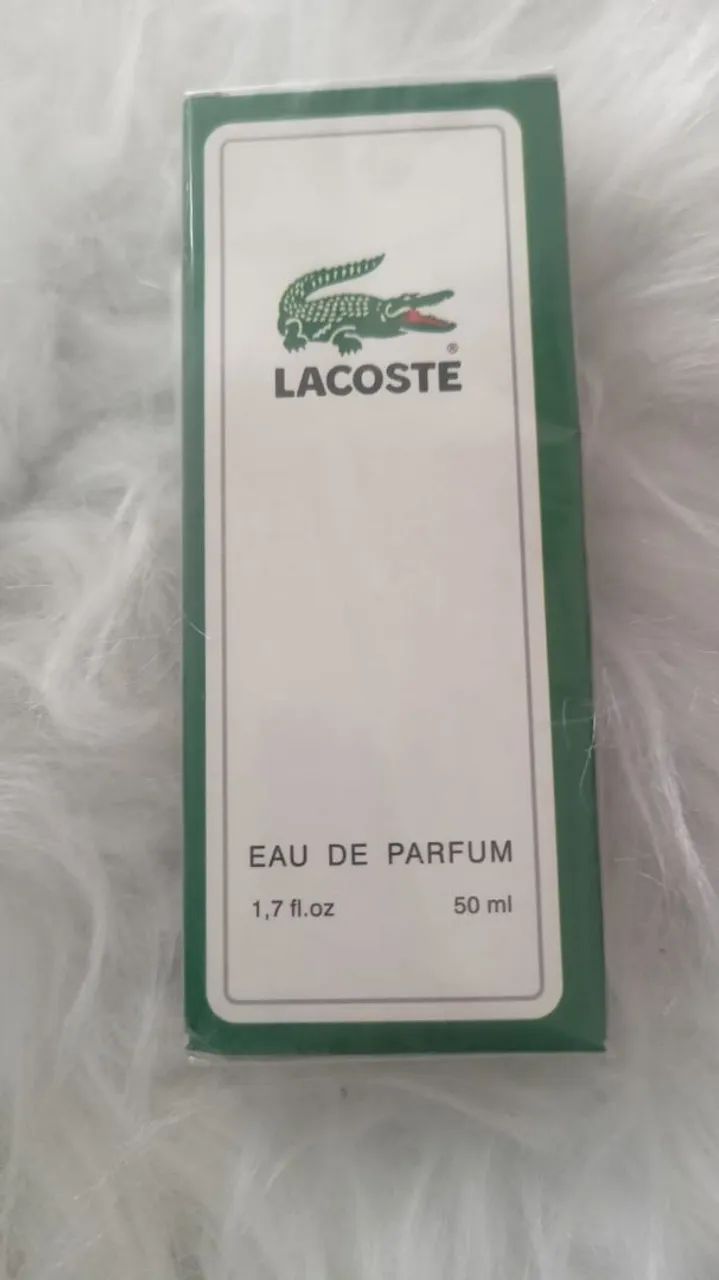 ®
LACOSTE
EAU DE PARFUM
1,7 fl.oz 50 ml